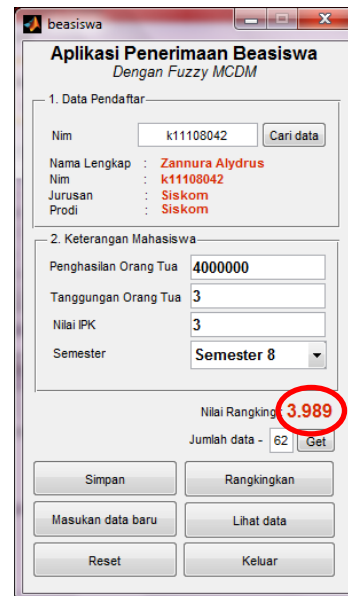 beasiswa
Aplikasi Penerimaan Beasiswa
Dengan Fuzzy MCDM
1. Data Pendaftar
Nim k11108042 Cari data
Nama Lengkap : Zannura Alydrus
Nim : k11108042
Jurusan : Siskom
Prodi : Siskom
2. Keterangan Mahasiswa
Penghasilan Orang Tua 4000000
Tanggungan Orang Tua 3
Nilai IPK 3
Semester Semester 8
Nilai Rangking 3.989
Jumlah data - 62 Get
Simpan Rangkingkan
Masukan data baru Lihat data
Reset Keluar